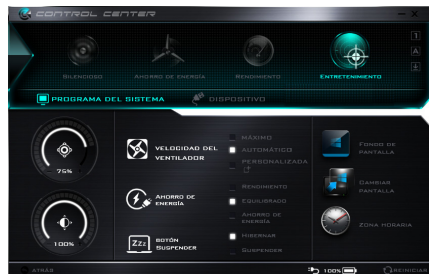 CONTROL CENTER
1
A
SILENCIOSO
AHORRO DE ENERGÍA
RENDIMIENTO
ENTRETENIMIENTO
PROGRAMA DEL SISTEMA
DISPOSITIVO
75%
100%
VELOCIDAD DEL
VENTILADOR
MÁXIMO
AUTOMÁTICO
PERSONALIZADA
AHORRO DE
ENERGÍA
RENDIMIENTO
EQUILIBRADO
AHORRO DE
ENERGÍA
ZZZ
BOTÓN
SUSPENDER
HIBERNAR
SUSPENDER
FONDO DE
PANTALLA
CAMBIAR
PANTALLA
ZONA HORARIA
ATRÁS
100%
REINICIAR